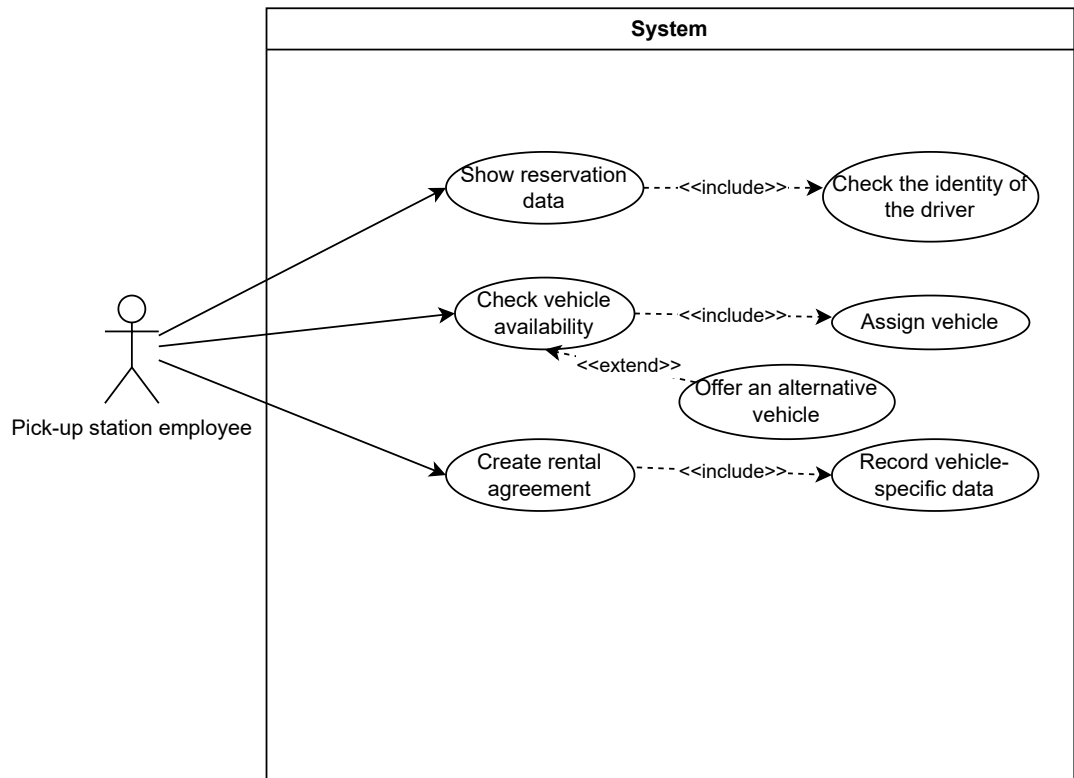 System
Show reservation
data
<<include>>
Check the identity of
the driver
Check vehicle
availability
<<include>>
Assign vehicle
<<extend>>
Offer an alternative
vehicle
Pick-up station employee
Create rental
agreement
<<include>>
Record vehicle-
specific data